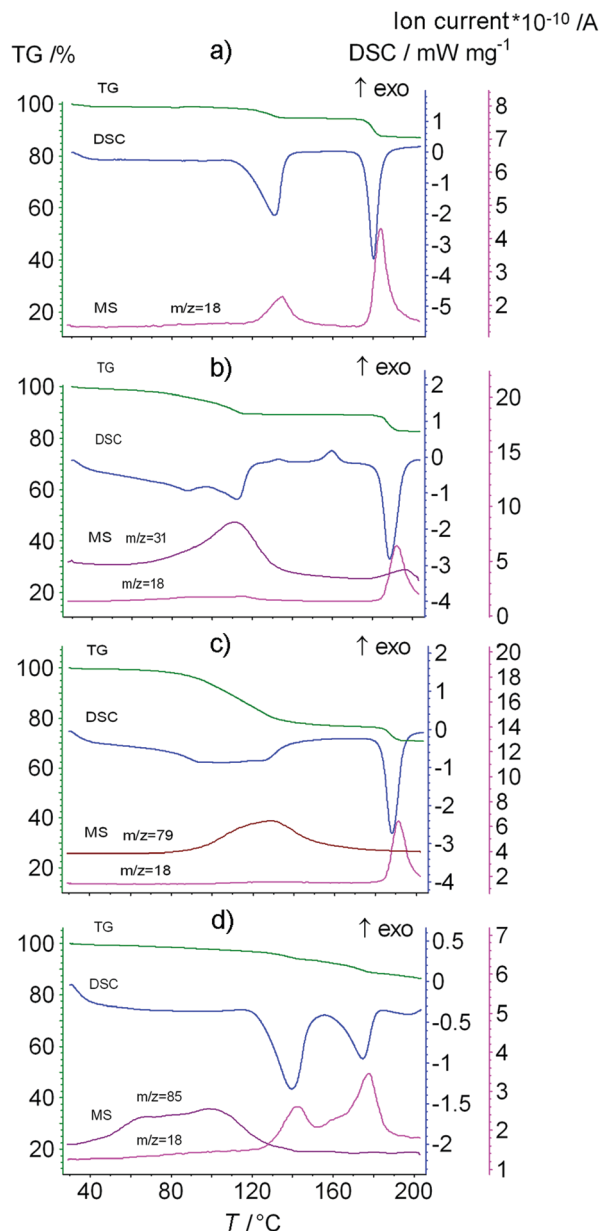 Ion current*10⁻¹⁰ /A
TG /% a) DSC / mW mg⁻¹
TG ↑ exo
100 1 8
DSC 0 7
80 -1 6
60 -2 5
40 -3 4
-4 3
20 MS m/z=18 -5 2
b) ↑ exo
TG
100 2 20
80 1 15
DSC 0
60 -1 10
40 MS m/z=31 -2 5
-3
20 m/z=18 -4 0
c) ↑ exo
TG
100 2 20
1 18
80 16
DSC 0 14
60 -1 12
10
40 -2 8
MS m/z=79 -3 6
4
20 m/z=18 -4 2
d) ↑ exo
TG
100 0.5 7
80 0 6
DSC
60 -0.5 5
-1 4
40 m/z=85
MS -1.5 3
20 m/z=18 -2 2
1
40 80 120 160 200
T /°C